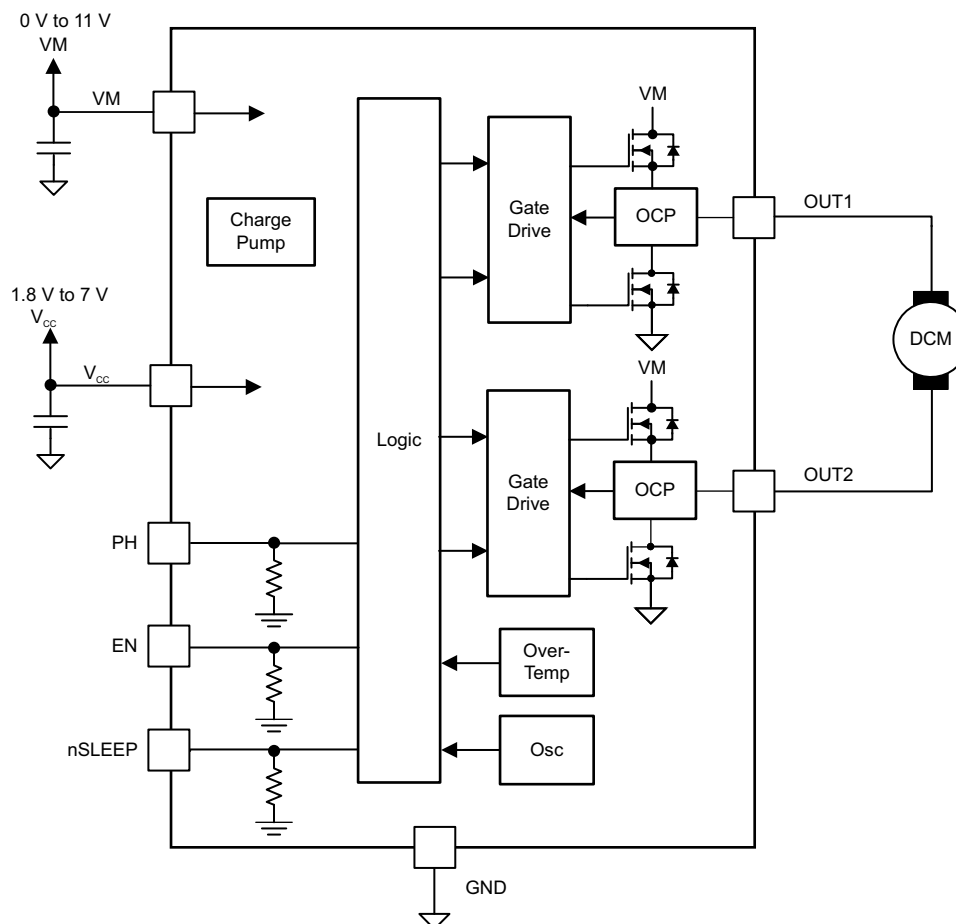 0 V to 11 V
VM
VM
VM
Charge
Pump
Gate
Drive
OCP
OUT1
1.8 V to 7 V
Vcc
Vcc
DCM
VM
Logic
Gate
Drive
OCP
OUT2
PH
EN
Over-
Temp
nSLEEP
Osc
GND